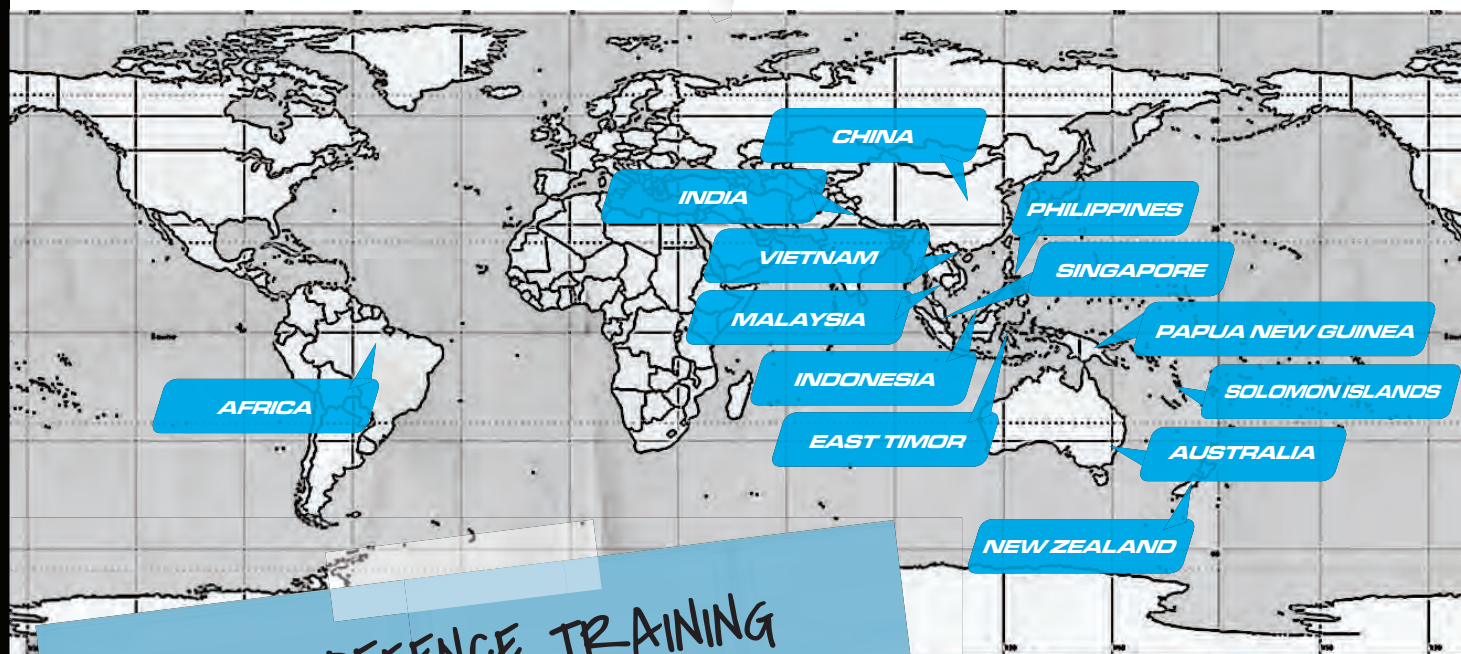 CHINA
INDIA
PHILIPPINES
VIETNAM
SINGAPORE
MALAYSIA
PAPUA NEW GUINEA
INDONESIA
SOLOMON ISLANDS
AFRICA
EAST TIMOR
AUSTRALIA
NEW ZEALAND
TRAINING